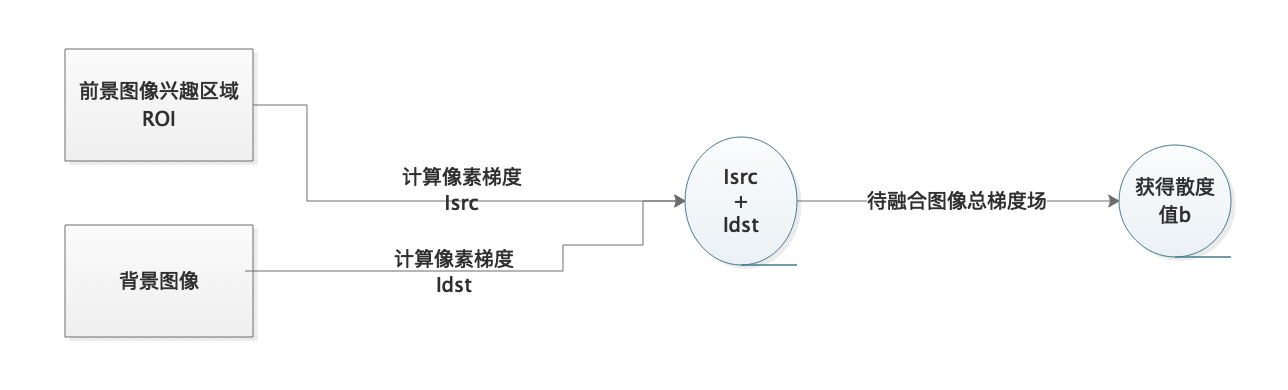 前景图像兴趣区域
ROI
计算像素梯度
Isrc
背景图像
计算像素梯度
Idst
Isrc
+
Idst
待融合图像总梯度场
获得散度
值b